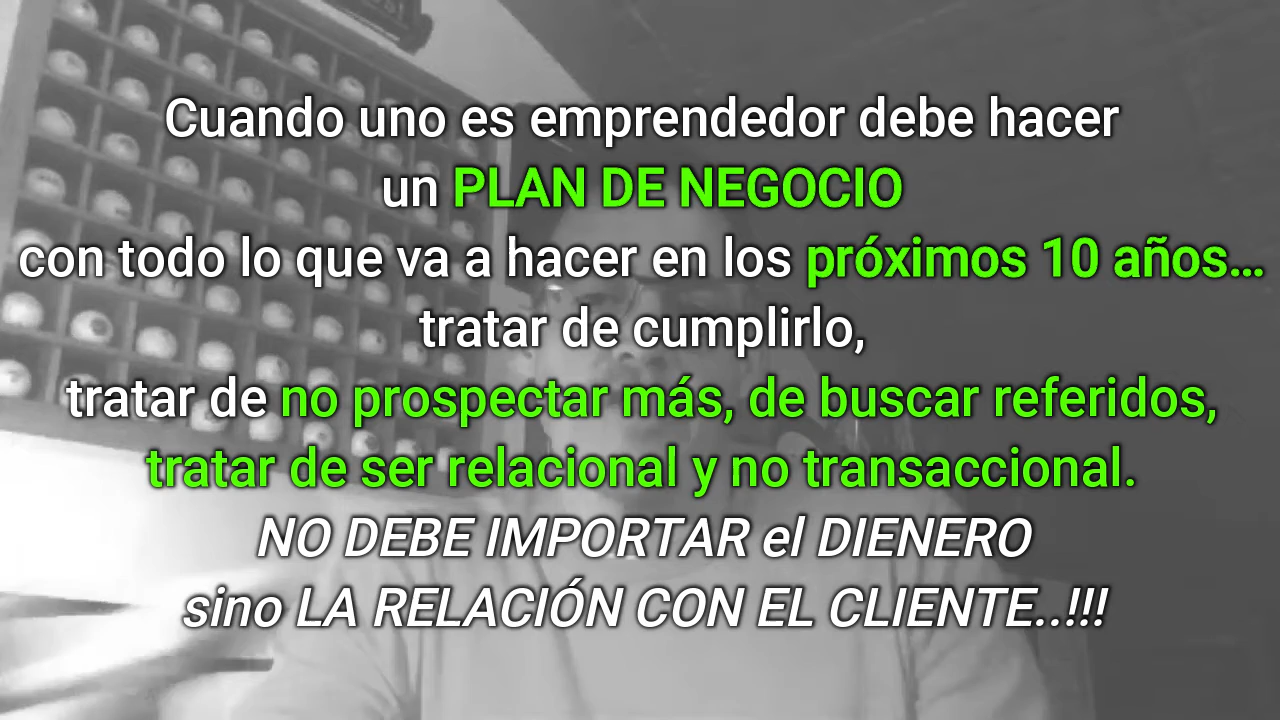 Cuando uno es emprendedor debe hacer
un PLAN DE NEGOCIO
con todo lo que va a hacer en los próximos 10 años...
tratar de cumplirlo,
tratar de no prospectar más, de buscar referidos,
tratar de ser relacional y no transaccional.
NO DEBE IMPORTAR el DIENERO
sino LA RELACIÓN CON EL CLIENTE..!!!